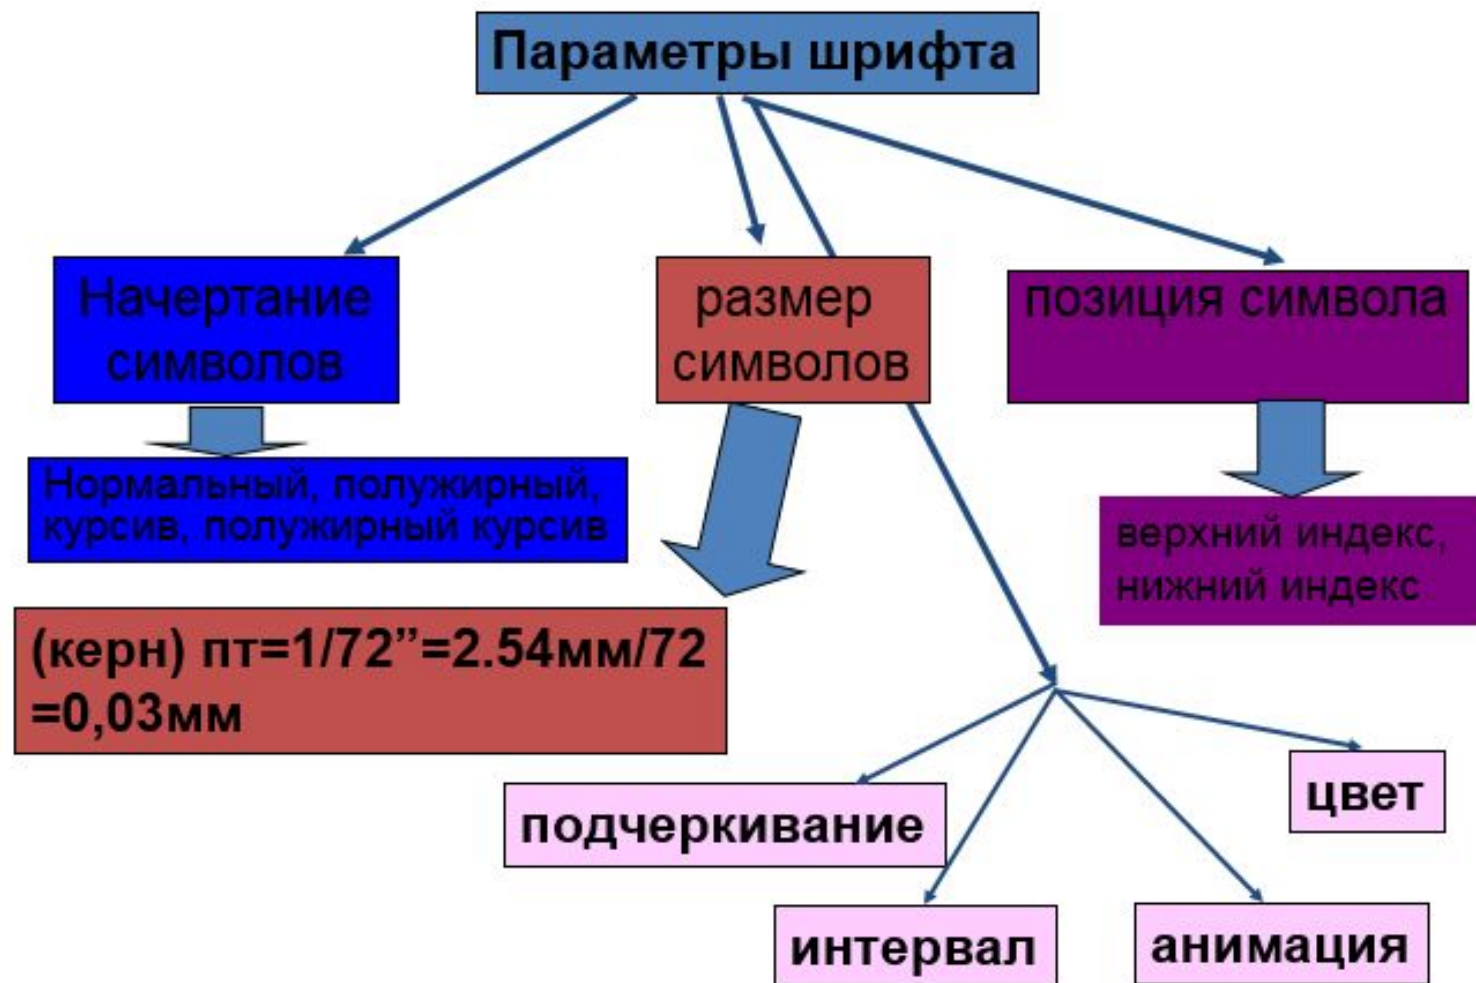 Параметры шрифта
Начертание
символов
размер
символов
позиция символа
Нормальный, полужирный,
курсив, полужирный курсив
верхний индекс,
нижний индекс
(керн) пт=1/72”=2.54мм/72
=0,03мм
подчеркивание
цвет
интервал
анимация